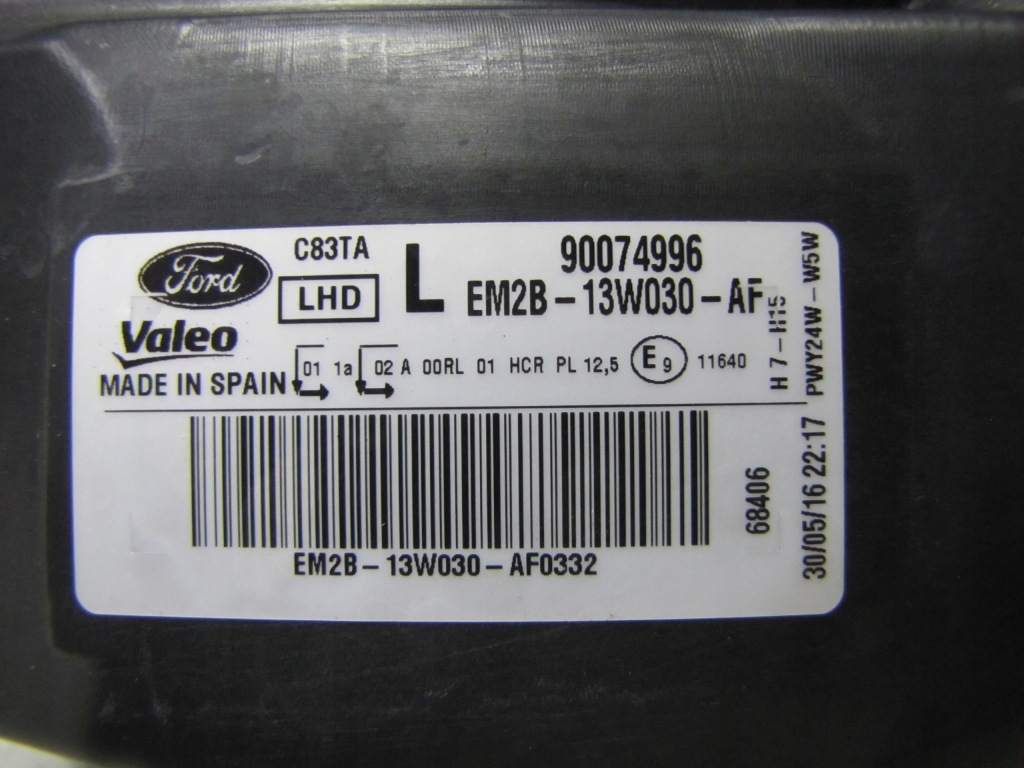 Ford
C83TA
L
90074996
LHD
EM2B-13W030-AF
Valeo
MADE IN SPAIN
01 1a 02 A 00RL 01 HCR PL 12,5 E9 11640
H7-H15
PWY24W-W5W
EM2B-13W030-AF0332
68406
30/05/16 22:17